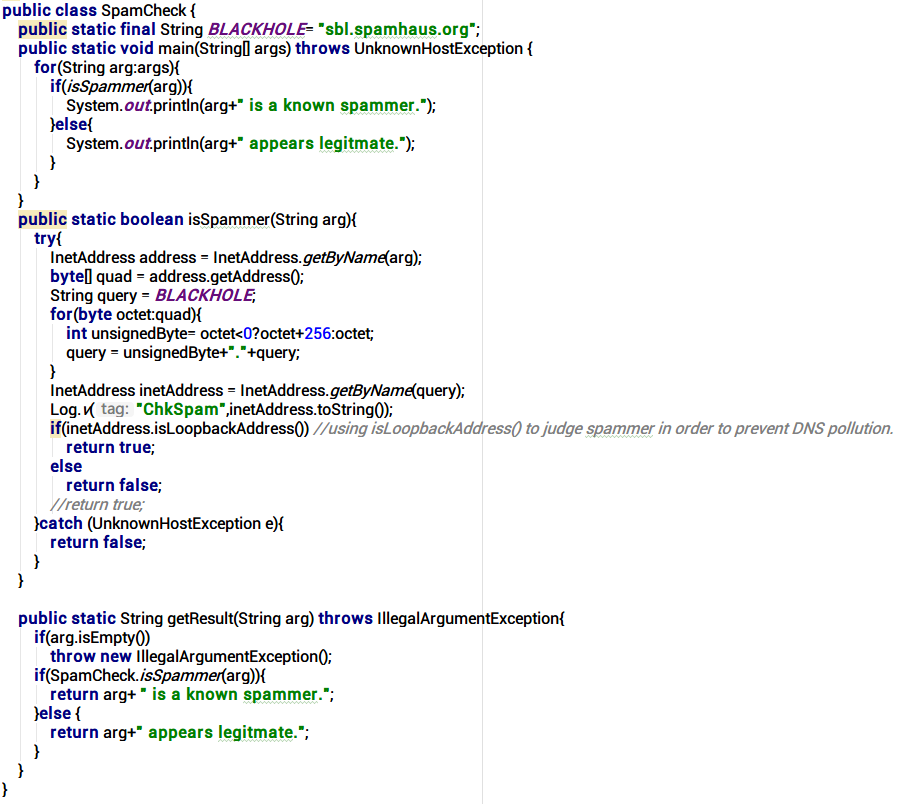 public class SpamCheck {
public static final String BLACKHOLE= "sbl.spamhaus.org";
public static void main(String[] args) throws UnknownHostException {
for(String arg:args){
if(isSpammer(arg)){
System.out.println(arg+" is a known spammer.");
}else{
System.out.println(arg+" appears legitmate.");
}
}
}
public static boolean isSpammer(String arg){
try{
InetAddress address = InetAddress.getByName(arg);
byte[] quad = address.getAddress();
String query = BLACKHOLE;
for(byte octet:quad){
int unsignedByte= octet<0?octet+256:octet;
query = unsignedByte+"."+query;
}
InetAddress inetAddress = InetAddress.getByName(query);
Log.v( tag: "ChkSpam",inetAddress.toString());
if(inetAddress.isLoopbackAddress()) //using isLoopbackAddress() to judge spammer in order to prevent DNS pollution.
return true;
else
return false;
//return true;
}catch (UnknownHostException e){
return false;
}
}
public static String getResult(String arg) throws IllegalArgumentException{
if(arg.isEmpty())
throw new IllegalArgumentException();
if(SpamCheck.isSpammer(arg)){
return arg+ " is a known spammer.";
}else {
return arg+" appears legitmate.";
}
}
}